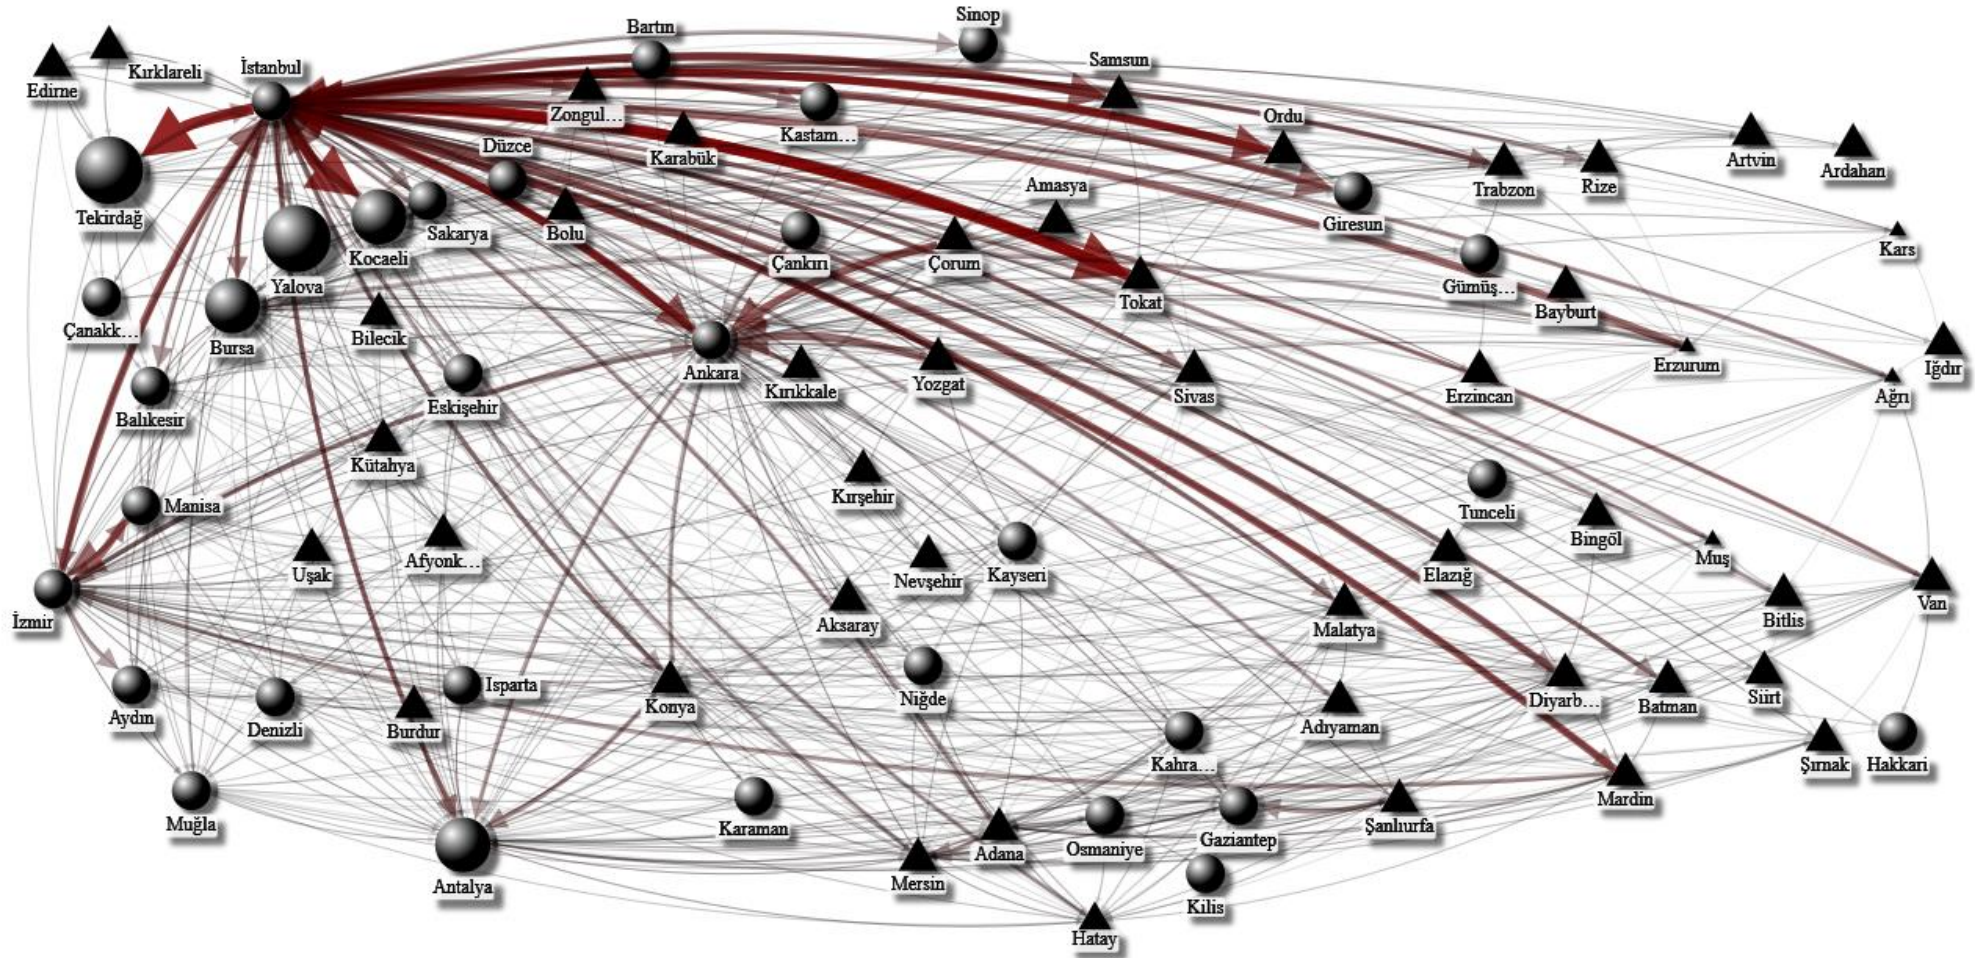 Sinop
Bartın
Samsun
İstanbul
Kırklareli
Edirne
Zongul...
Kastam...
Ordu
Düzce
Karabük
Artvin
Ardahan
Amasya
Trabzon
Rize
Tekirdağ
Sakarya
Bolu
Giresun
Kars
Kocaeli
Çankırı
Çorum
Yalova
Gümüş...
Tokat
Bayburt
Çanakk...
Bilecik
Bursa
Ankara
Kırıkkale
Yozgat
Sivas
Erzincan
Erzurum
Iğdır
Ağrı
Eskişehir
Balıkesir
Kütahya
Kırşehir
Manisa
Tunceli
Bingöl
Muş
Uşak
Afyonk...
Nevşehir
Kayseri
Elazığ
İzmir
Aksaray
Malatya
Bitlis
Van
Isparta
Aydın
Denizli
Burdur
Konya
Niğde
Adıyaman
Diyarb...
Batman
Siirt
Kahra...
Şırnak
Hakkari
Muğla
Karaman
Mardin
Adana
Osmaniye
Gaziantep
Şanlıurfa
Antalya
Mersin
Kilis
Hatay